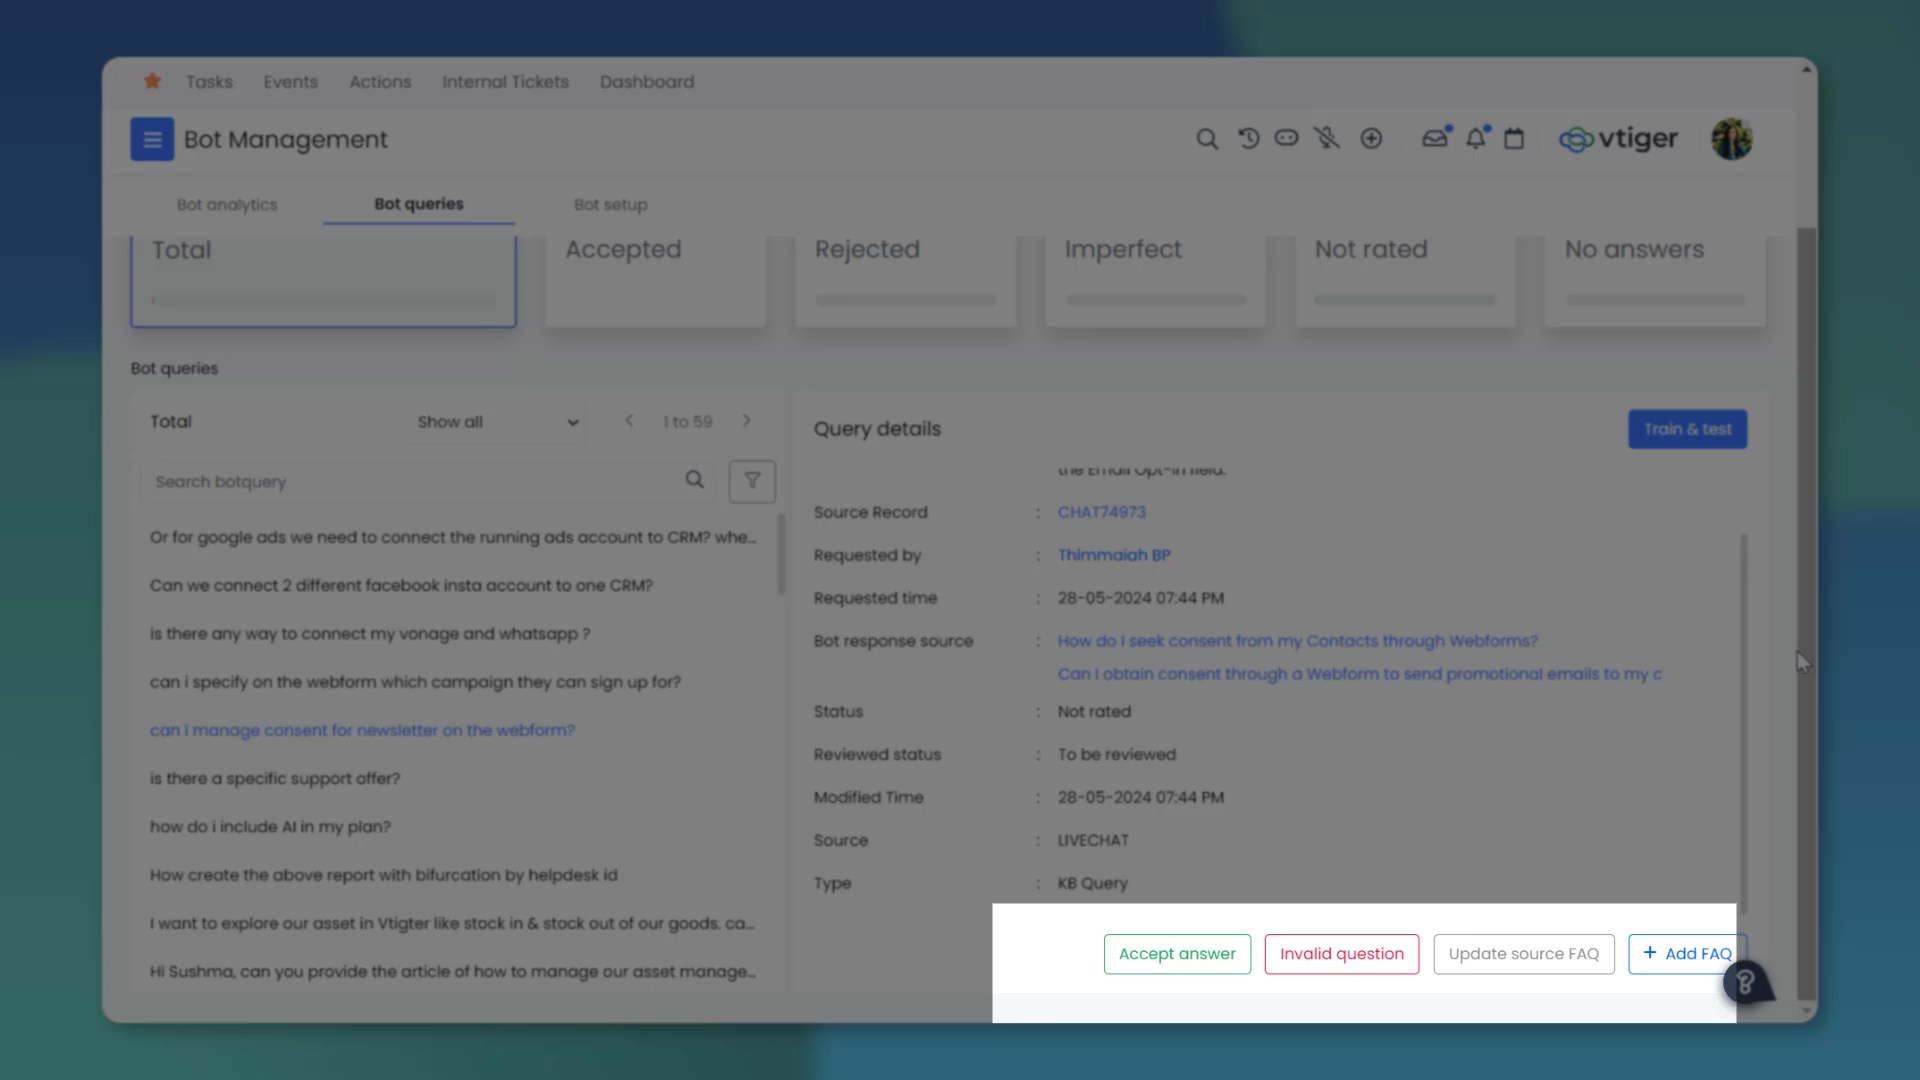 Tasks Events Actions Internal Tickets Dashboard
Bot Management
vtiger
Bot analytics Bot queries Bot setup
Total Accepted Rejected Imperfect Not rated No answers
Bot queries
Total Show all 1 to 59
Search botquery
Or for google ads we need to connect the running ads account to CRM? whe...
Can we connect 2 different facebook insta account to one CRM?
is there any way to connect my vonage and whatsapp ?
can i specify on the webform which campaign they can sign up for?
can i manage consent for newsletter on the webform?
is there a specific support offer?
how do i include AI in my plan?
How create the above report with bifurcation by helpdesk id
I want to explore our asset in Vtigter like stock in & stock out of our goods. ca...
Hi Sushma, can you provide the article of how to manage our asset manage...
Query details Train & test
the Email Opt-in field.
Source Record : CHAT74973
Requested by : Thimmaiah BP
Requested time : 28-05-2024 07:44 PM
Bot response source : How do I seek consent from my Contacts through Webforms?
Can I obtain consent through a Webform to send promotional emails to my c
Status : Not rated
Reviewed status : To be reviewed
Modified Time : 28-05-2024 07:44 PM
Source : LIVECHAT
Type : KB Query
Accept answer Invalid question Update source FAQ + Add FAQ
?